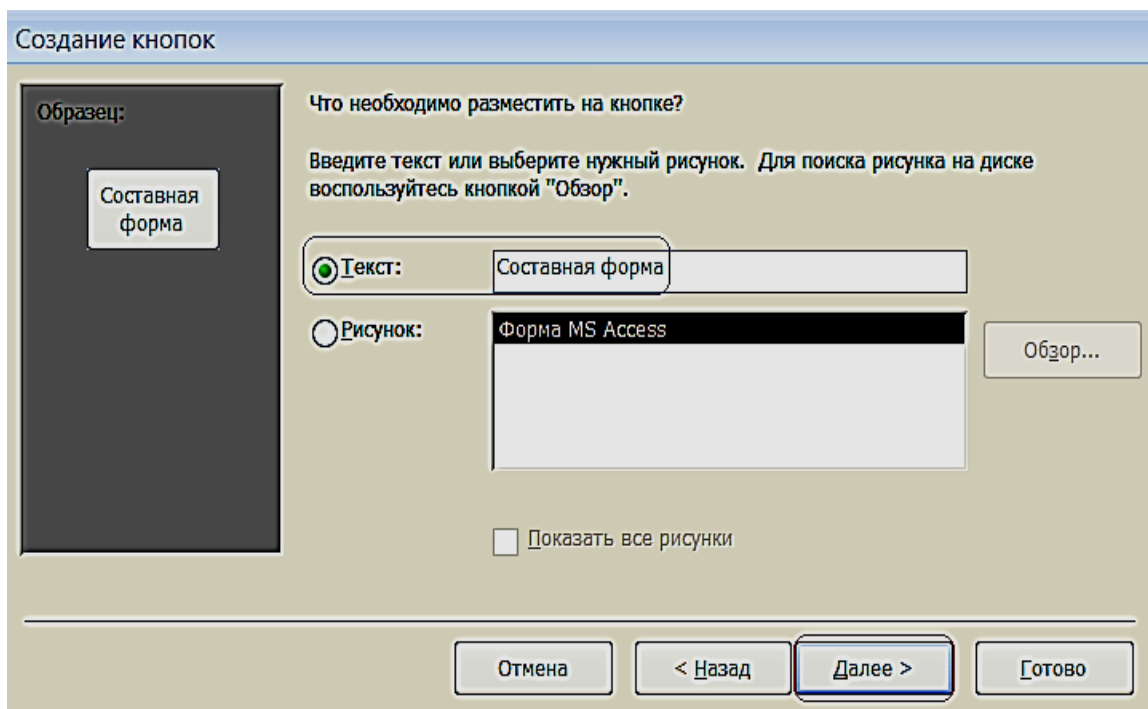 Создание кнопок
Образец:
Составная
форма
Что необходимо разместить на кнопке?
Введите текст или выберите нужный рисунок. Для поиска рисунка на диске
воспользуйтесь кнопкой "Обзор".
Текст:
Составная форма
Рисунок:
Форма MS Access
Обзор...
Показать все рисунки
Отмена
< Назад
Далее >
Готово